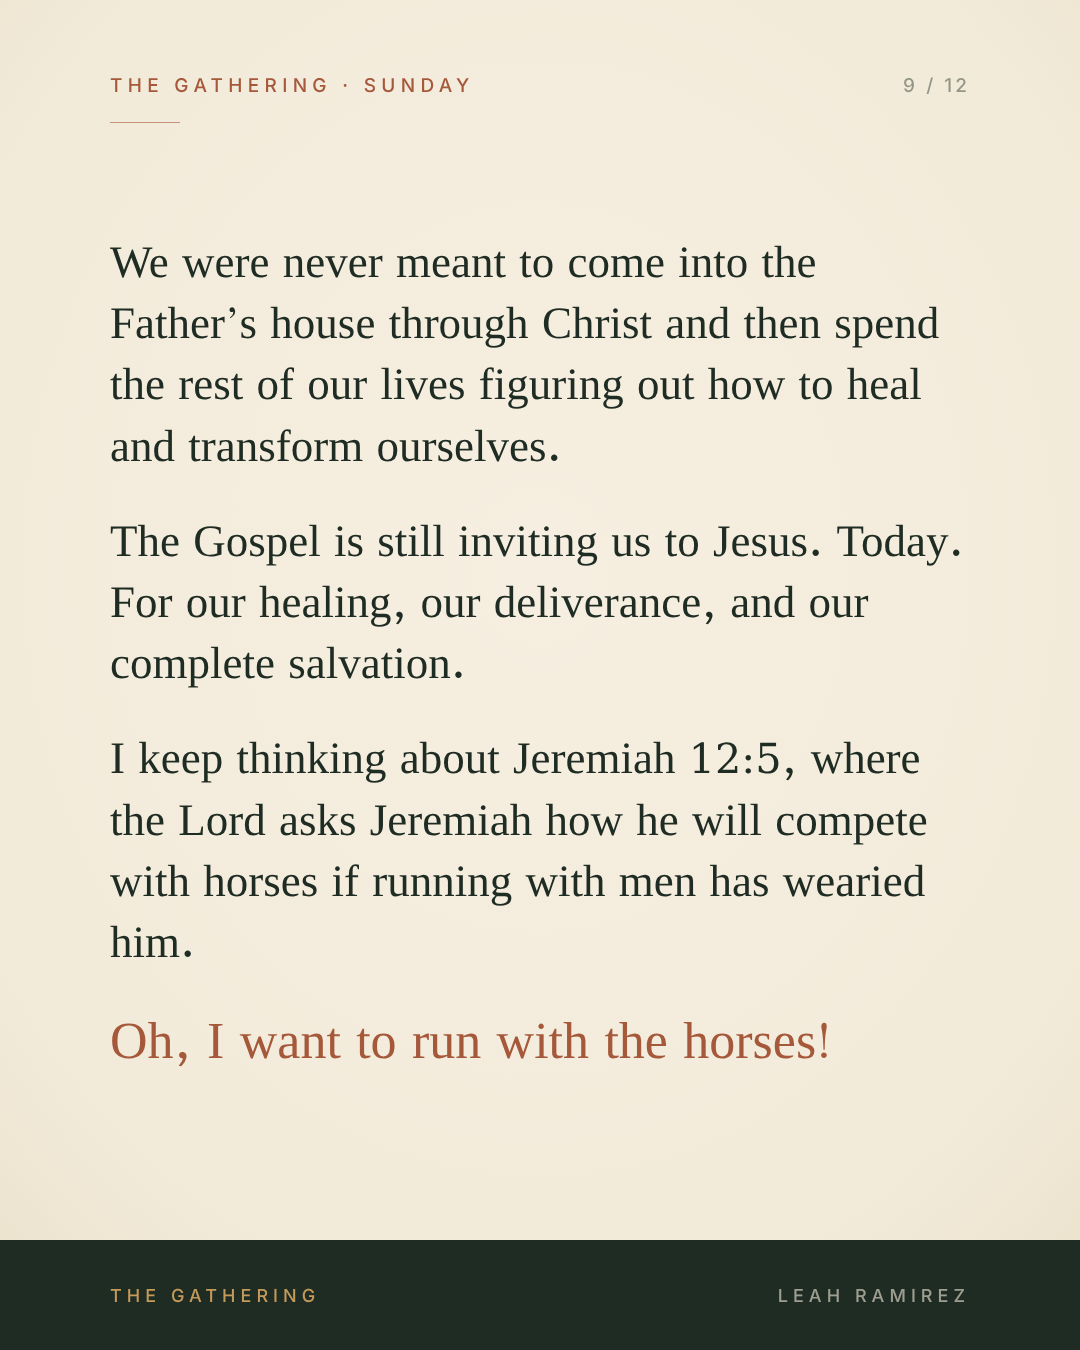 THE GATHERING · SUNDAY
9 / 12
We were never meant to come into the
Father’s house through Christ and then spend
the rest of our lives figuring out how to heal
and transform ourselves.
The Gospel is still inviting us to Jesus. Today.
For our healing, our deliverance, and our
complete salvation.
I keep thinking about Jeremiah 12:5, where
the Lord asks Jeremiah how he will compete
with horses if running with men has wearied
him.
Oh, I want to run with the horses!
THE GATHERING
LEAH RAMIREZ